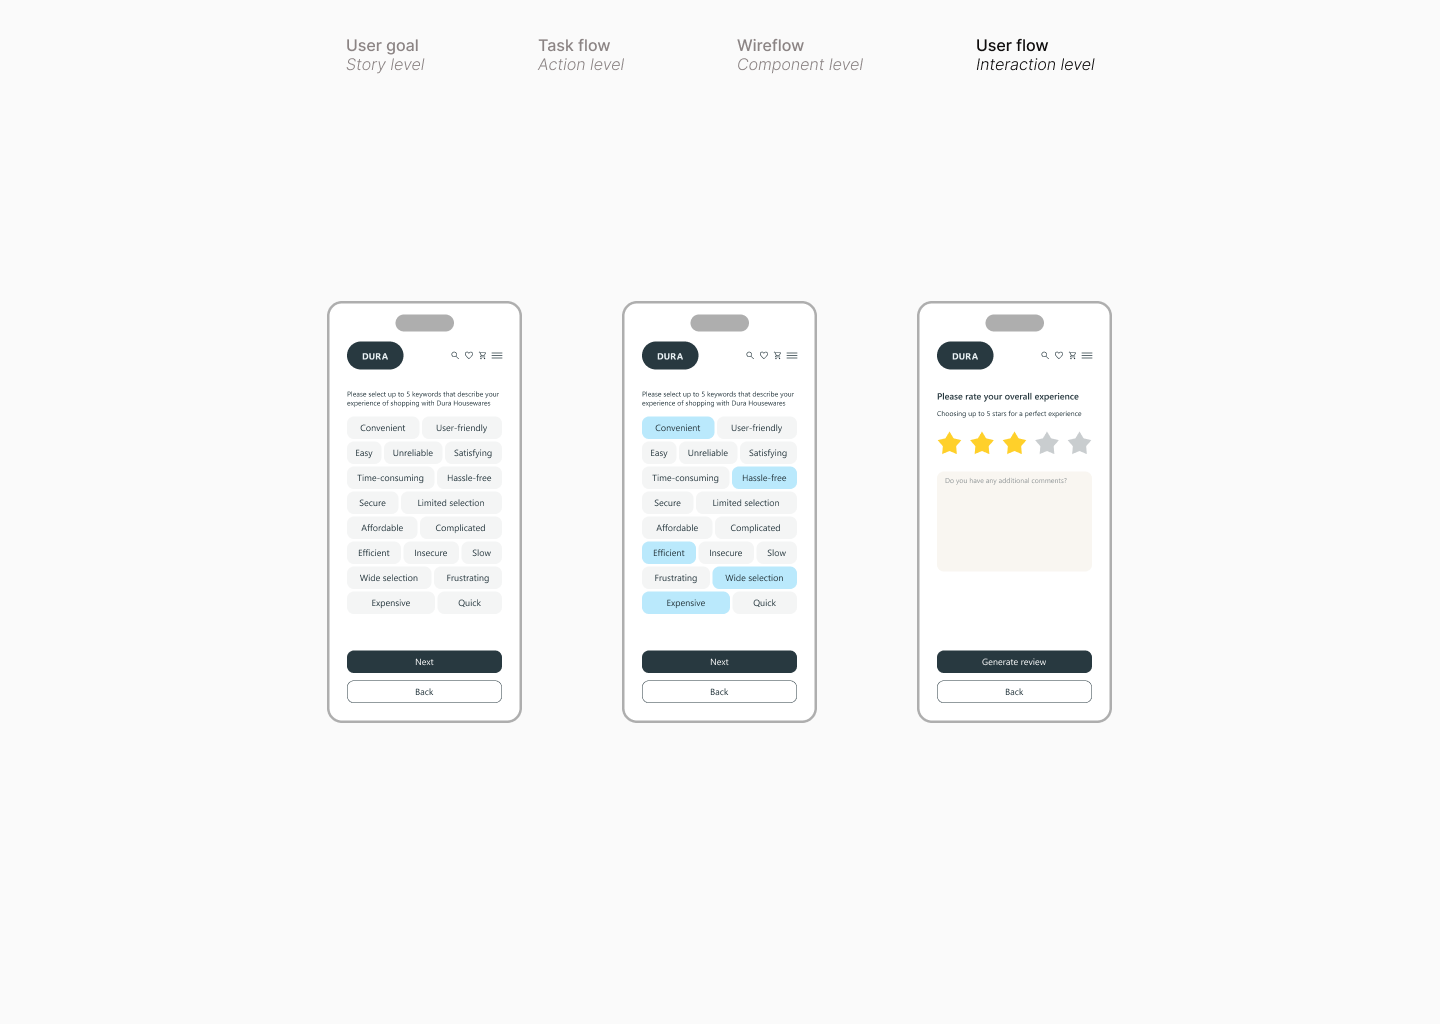 User goal
Story level
Task flow
Action level
Wireflow
Component level
User flow
Interaction level
DURA
Please select up to 5 keywords that describe your
experience of shopping with Dura Housewares
Convenient
User-friendly
Easy
Unreliable
Satisfying
Time-consuming
Hassle-free
Secure
Limited selection
Affordable
Complicated
Efficient
Insecure
Slow
Wide selection
Frustrating
Expensive
Quick
Next
Back
DURA
Please select up to 5 keywords that describe your
experience of shopping with Dura Housewares
Convenient
User-friendly
Easy
Unreliable
Satisfying
Time-consuming
Hassle-free
Secure
Limited selection
Affordable
Complicated
Efficient
Insecure
Slow
Frustrating
Wide selection
Expensive
Quick
Next
Back
DURA
Please rate your overall experience
Choosing up to 5 stars for a perfect experience
Do you have any additional comments?
Generate review
Back